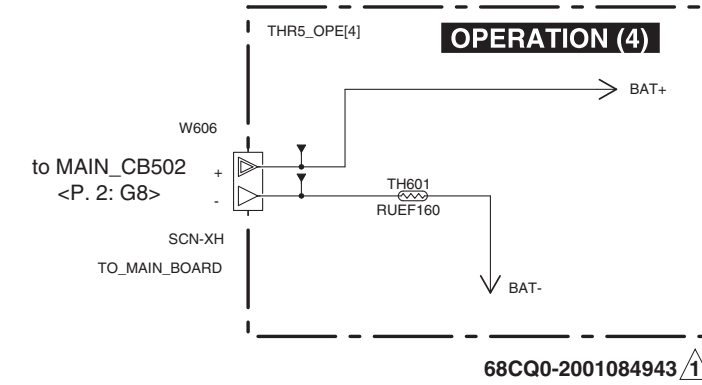 THR5_OPE[4]
OPERATION (4)
BAT+
W606
to MAIN_CB502
<P. 2: G8>
+
-
TH601
RUEF160
SCN-XH
TO_MAIN_BOARD
BAT-
68CQ0-2001084943 1